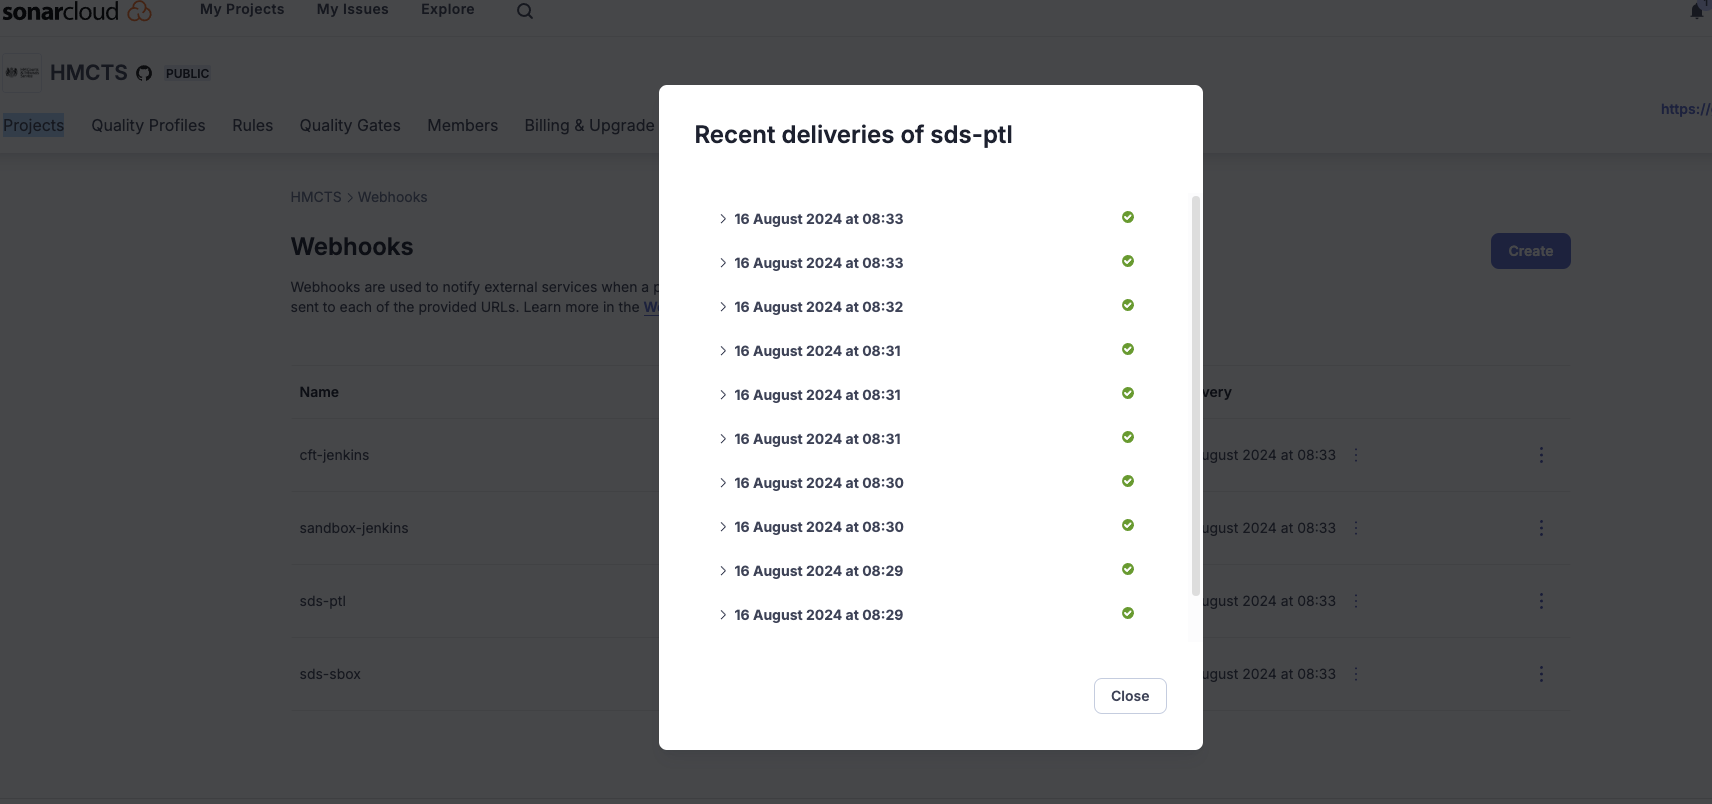 sonarcloud
My Projects My Issues Explore
1
HMCTS PUBLIC
https://
Projects Quality Profiles Rules Quality Gates Members Billing & Upgrade
HMCTS > Webhooks
Webhooks
Create
Webhooks are used to notify external services when a p
sent to each of the provided URLs. Learn more in the We
Name very
cft-jenkins ugust 2024 at 08:33
sandbox-jenkins ugust 2024 at 08:33
sds-ptl ugust 2024 at 08:33
sds-sbox ugust 2024 at 08:33
Recent deliveries of sds-ptl
16 August 2024 at 08:33
16 August 2024 at 08:33
16 August 2024 at 08:32
16 August 2024 at 08:31
16 August 2024 at 08:31
16 August 2024 at 08:31
16 August 2024 at 08:30
16 August 2024 at 08:30
16 August 2024 at 08:29
16 August 2024 at 08:29
Close